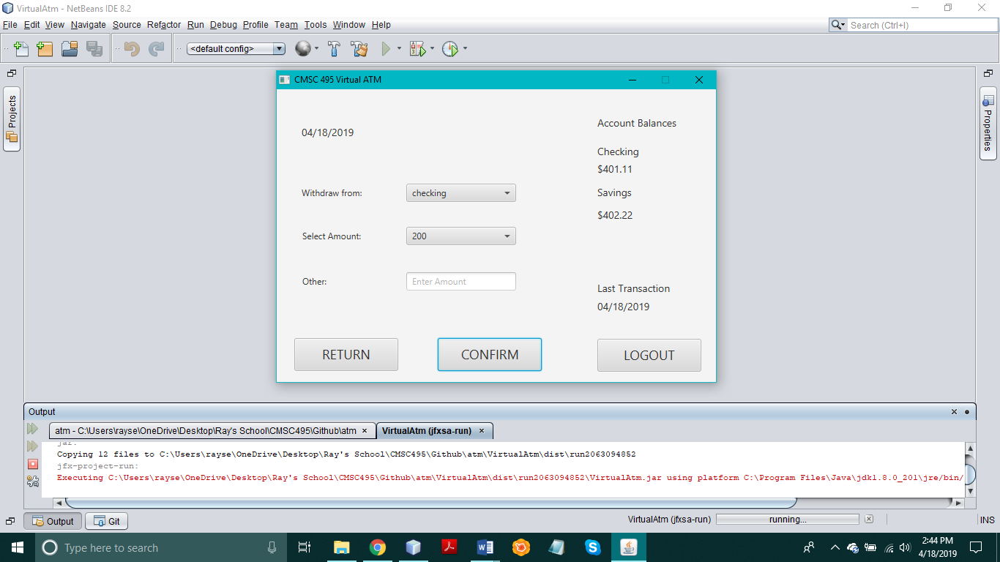 VirtualAtm - NetBeans IDE 8.2
File Edit View Navigate Source Refactor Run Debug Profile Team Tools Window Help
Search (Ctrl+I)
<default config>
Projects
Properties
CMSC 495 Virtual ATM
04/18/2019
Account Balances
Checking
$401.11
Savings
$402.22
Withdraw from:
checking
Select Amount:
200
Other:
Enter Amount
Last Transaction
04/18/2019
RETURN
CONFIRM
LOGOUT
Output
atm - C:\Users\rayse\OneDrive\Desktop\Ray's School\CMSC495\Github\atm
VirtualAtm (jfxsa-run)
jar:
Copying 12 files to C:\Users\rayse\OneDrive\Desktop\Ray's School\CMSC495\Github\atm\VirtualAtm\dist\run2063094852
jfx-project-run:
Executing C:\Users\rayse\OneDrive\Desktop\Ray's School\CMSC495\Github\atm\VirtualAtm\dist\run2063094852\VirtualAtm.jar using platform C:\Program Files\Java\jdk1.8.0_201\jre/bin/
Output
Git
VirtualAtm (jfxsa-run)
running...
INS
Type here to search
2:44 PM
4/18/2019